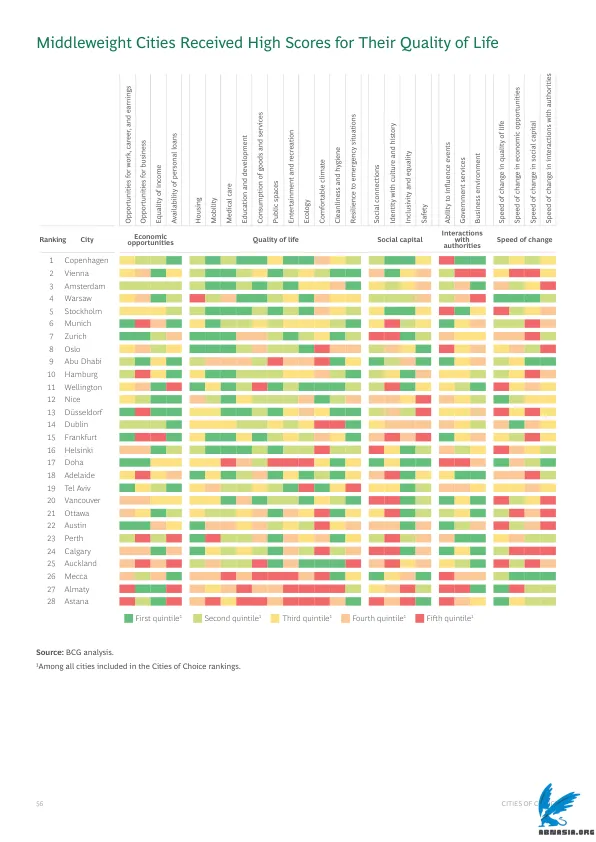 Middleweight Cities Received High Scores for Their Quality of Life
Opportunities for work, career, and earnings
Opportunities for business
Equality of income
Availability of personal loans
Housing
Mobility
Medical care
Education and development
Consumption of goods and services
Public spaces
Entertainment and recreation
Ecology
Comfortable climate
Cleanliness and hygiene
Resilience to emergency situations
Social connections
Identity with culture and history
Inclusivity and equality
Safety
Ability to influence events
Government services
Business environment
Speed of change in quality of life
Speed of change in economic opportunities
Speed of change in social capital
Speed of change in interactions with authorities
Ranking City Economic opportunities Quality of life Social capital Interactions with authorities Speed of change
1 Copenhagen
2 Vienna
3 Amsterdam
4 Warsaw
5 Stockholm
6 Munich
7 Zurich
8 Oslo
9 Abu Dhabi
10 Hamburg
11 Wellington
12 Nice
13 Düsseldorf
14 Dublin
15 Frankfurt
16 Helsinki
17 Doha
18 Adelaide
19 Tel Aviv
20 Vancouver
21 Ottawa
22 Austin
23 Perth
24 Calgary
25 Auckland
26 Mecca
27 Almaty
28 Astana
First quintile¹ Second quintile¹ Third quintile¹ Fourth quintile¹ Fifth quintile¹
Source: BCG analysis.
¹Among all cities included in the Cities of Choice rankings.
56
CITIES OF
ABNASIA.ORG